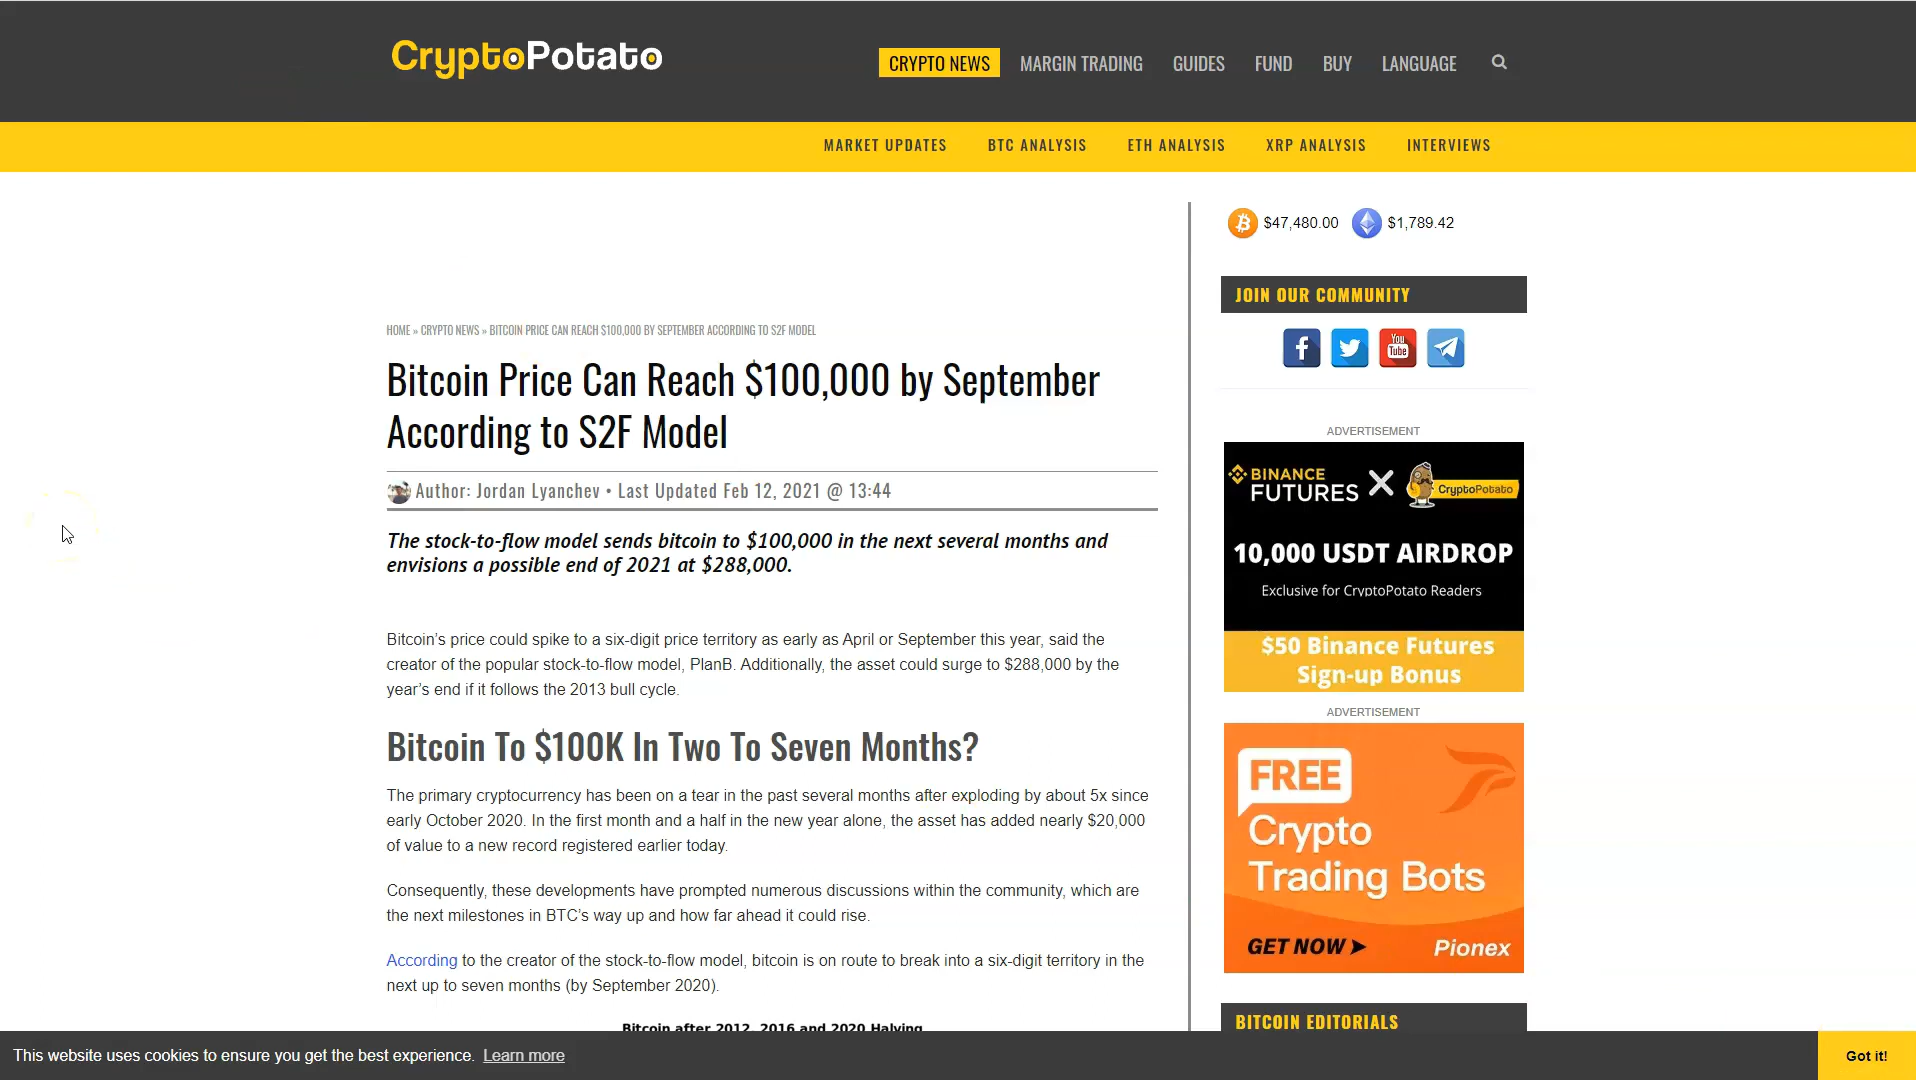 CryptoPotato
CRYPTO NEWS MARGIN TRADING GUIDES FUND BUY LANGUAGE
MARKET UPDATES BTC ANALYSIS ETH ANALYSIS XRP ANALYSIS INTERVIEWS
$47,480.00 $1,789.42
HOME » CRYPTO NEWS » BITCOIN PRICE CAN REACH $100,000 BY SEPTEMBER ACCORDING TO S2F MODEL
Bitcoin Price Can Reach $100,000 by September
According to S2F Model
Author: Jordan Lyanchev • Last Updated Feb 12, 2021 @ 13:44
The stock-to-flow model sends bitcoin to $100,000 in the next several months and
envisions a possible end of 2021 at $288,000.
Bitcoin’s price could spike to a six-digit price territory as early as April or September this year, said the
creator of the popular stock-to-flow model, PlanB. Additionally, the asset could surge to $288,000 by the
year’s end if it follows the 2013 bull cycle.
Bitcoin To $100K In Two To Seven Months?
The primary cryptocurrency has been on a tear in the past several months after exploding by about 5x since
early October 2020. In the first month and a half in the new year alone, the asset has added nearly $20,000
of value to a new record registered earlier today.
Consequently, these developments have prompted numerous discussions within the community, which are
the next milestones in BTC’s way up and how far ahead it could rise.
According to the creator of the stock-to-flow model, bitcoin is on route to break into a six-digit territory in the
next up to seven months (by September 2020).
Bitcoin after 2012, 2016 and 2020 Halving
JOIN OUR COMMUNITY
You
Tube
ADVERTISEMENT
BINANCE
FUTURES X CryptoPotato
10,000 USDT AIRDROP
Exclusive for CryptoPotato Readers
$50 Binance Futures
Sign-up Bonus
ADVERTISEMENT
FREE
Crypto
Trading Bots
GET NOW Pionex
BITCOIN EDITORIALS
This website uses cookies to ensure you get the best experience. Learn more
Got it!